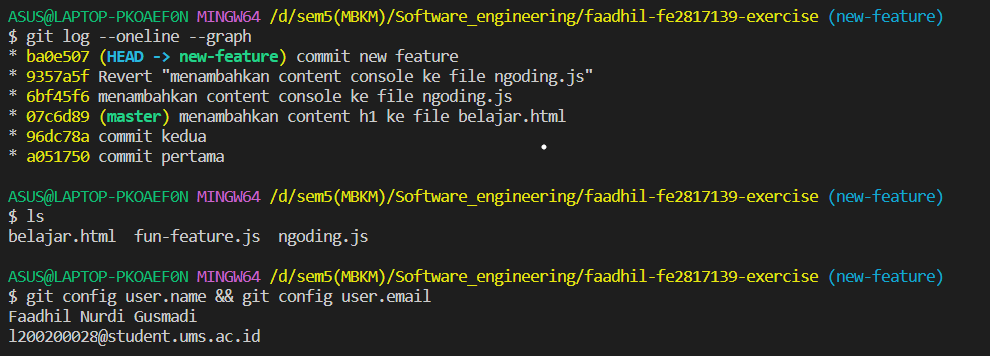 ASUS@LAPTOP-PKOAEF0N MINGW64 /d/sem5(MBKM)/Software_engineering/faadhil-fe2817139-exercise (new-feature)
$ git log --oneline --graph
* ba0e507 (HEAD -> new-feature) commit new feature
* 9357a5f Revert "menambahkan content console ke file ngoding.js"
* 6bf45f6 menambahkan content console ke file ngoding.js
* 07c6d89 (master) menambahkan content h1 ke file belajar.html
* 96dc78a commit kedua
* a051750 commit pertama
ASUS@LAPTOP-PKOAEF0N MINGW64 /d/sem5(MBKM)/Software_engineering/faadhil-fe2817139-exercise (new-feature)
$ ls
belajar.html  fun-feature.js  ngoding.js
ASUS@LAPTOP-PKOAEF0N MINGW64 /d/sem5(MBKM)/Software_engineering/faadhil-fe2817139-exercise (new-feature)
$ git config user.name && git config user.email
Faadhil Nurdi Gusmadi
l200200028@student.ums.ac.id